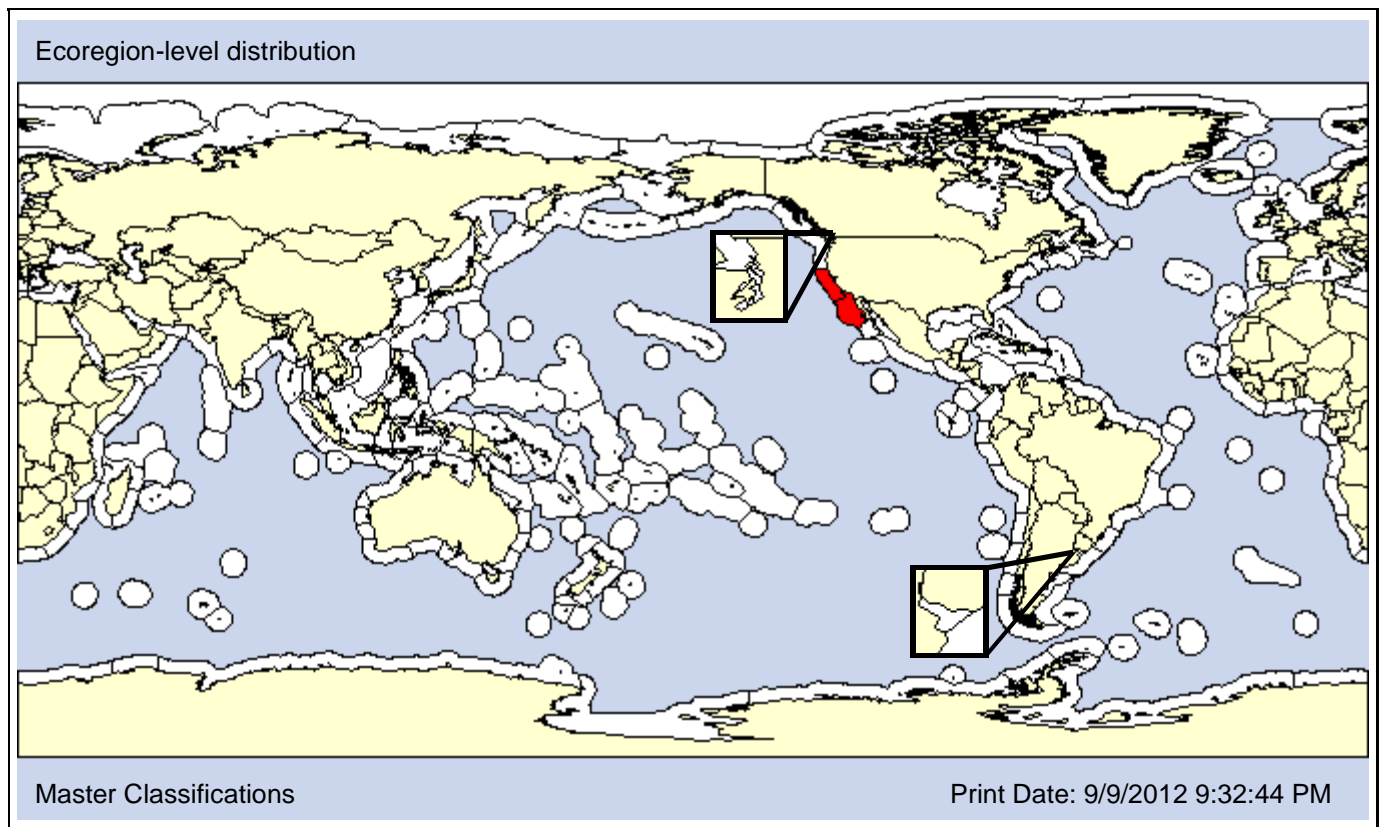 Ecoregion-level distribution
Master Classifications
Print Date: 9/9/2012 9:32:44 PM